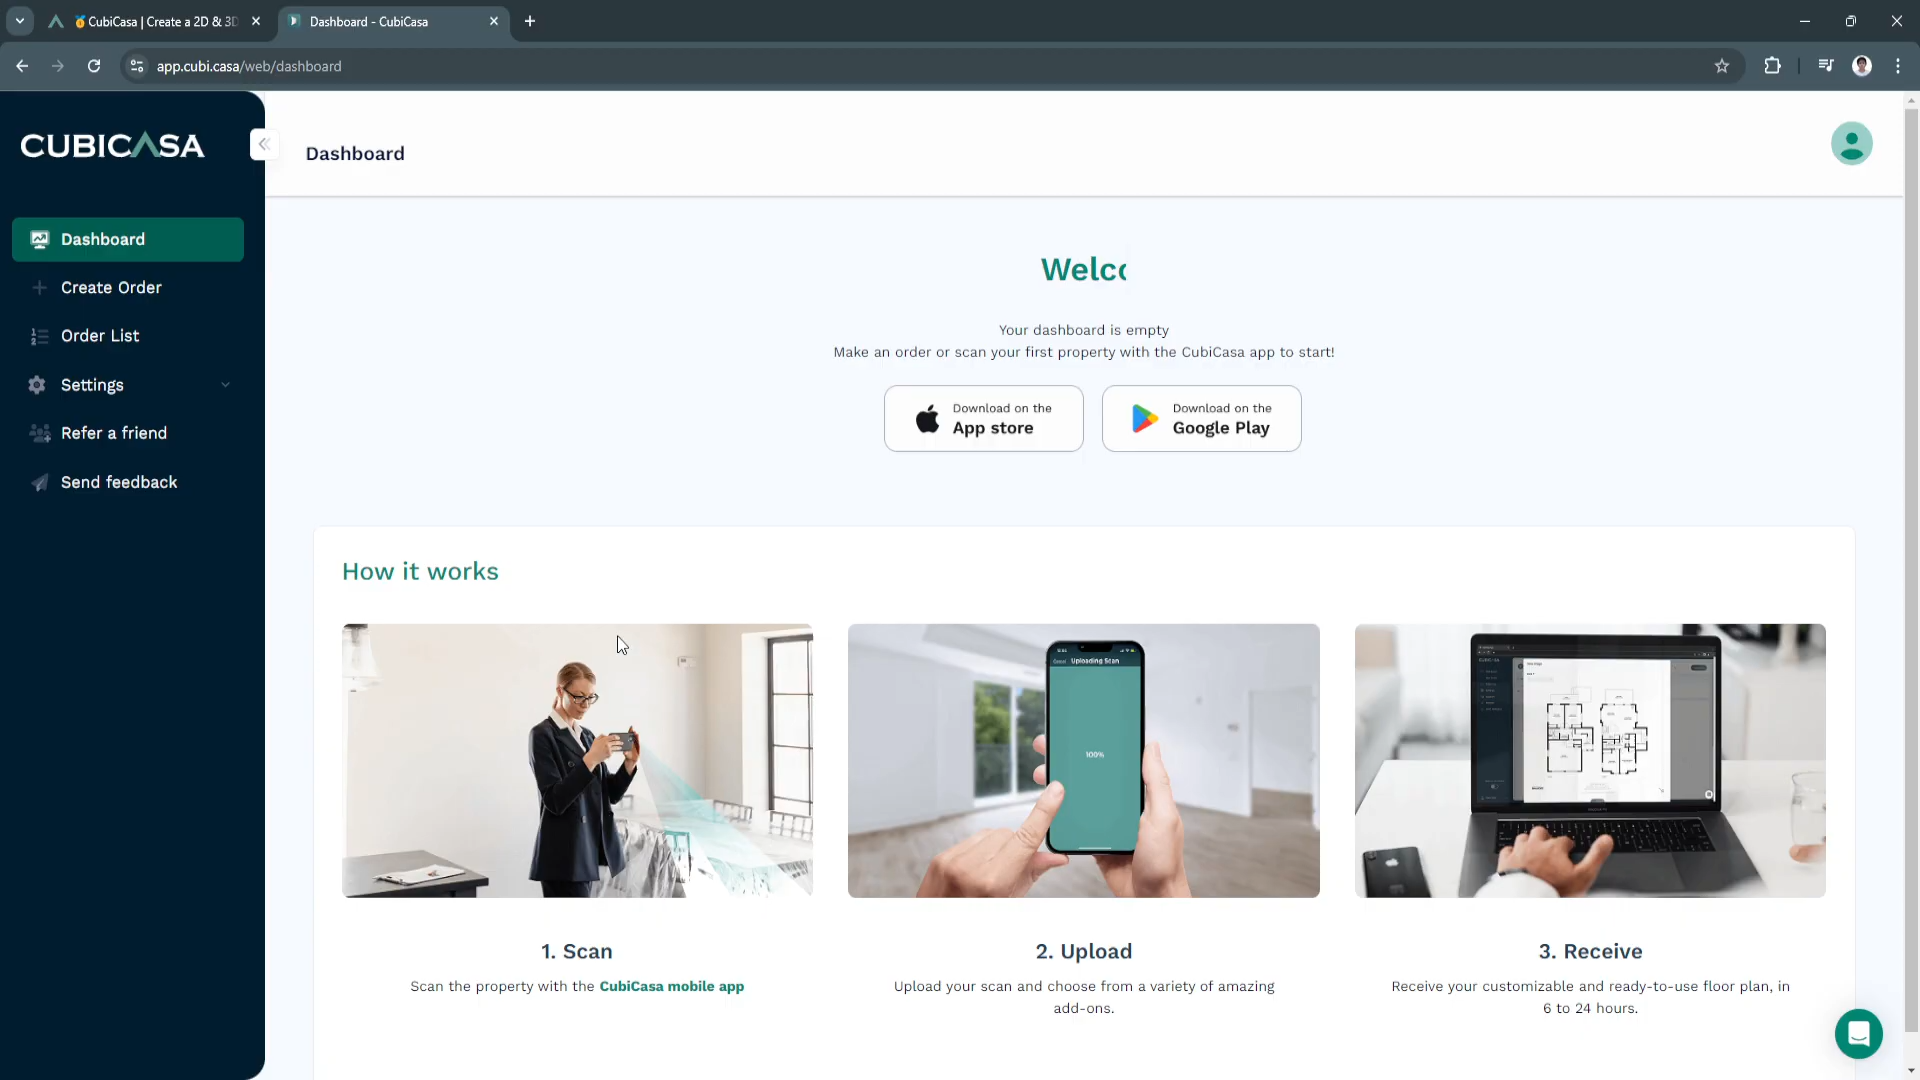 CubiCasa | Create a 2D & 3D
Dashboard - CubiCasa
app.cubi.casa/web/dashboard
CUBICASA
Dashboard
Dashboard
Create Order
Order List
Settings
Refer a friend
Send feedback
Welco
Your dashboard is empty
Make an order or scan your first property with the CubiCasa app to start!
Download on the
App store
Download on the
Google Play
How it works
Uploading Scan
100%
1. Scan
Scan the property with the CubiCasa mobile app
2. Upload
Upload your scan and choose from a variety of amazing
add-ons.
3. Receive
Receive your customizable and ready-to-use floor plan, in
6 to 24 hours.